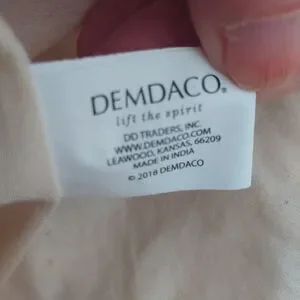 DEMDACO®
lift the spirit
DD TRADERS, INC.
WWW.DEMDACO.COM
LEAWOOD, KANSAS, 66209
MADE IN INDIA
© 2018 DEMDACO